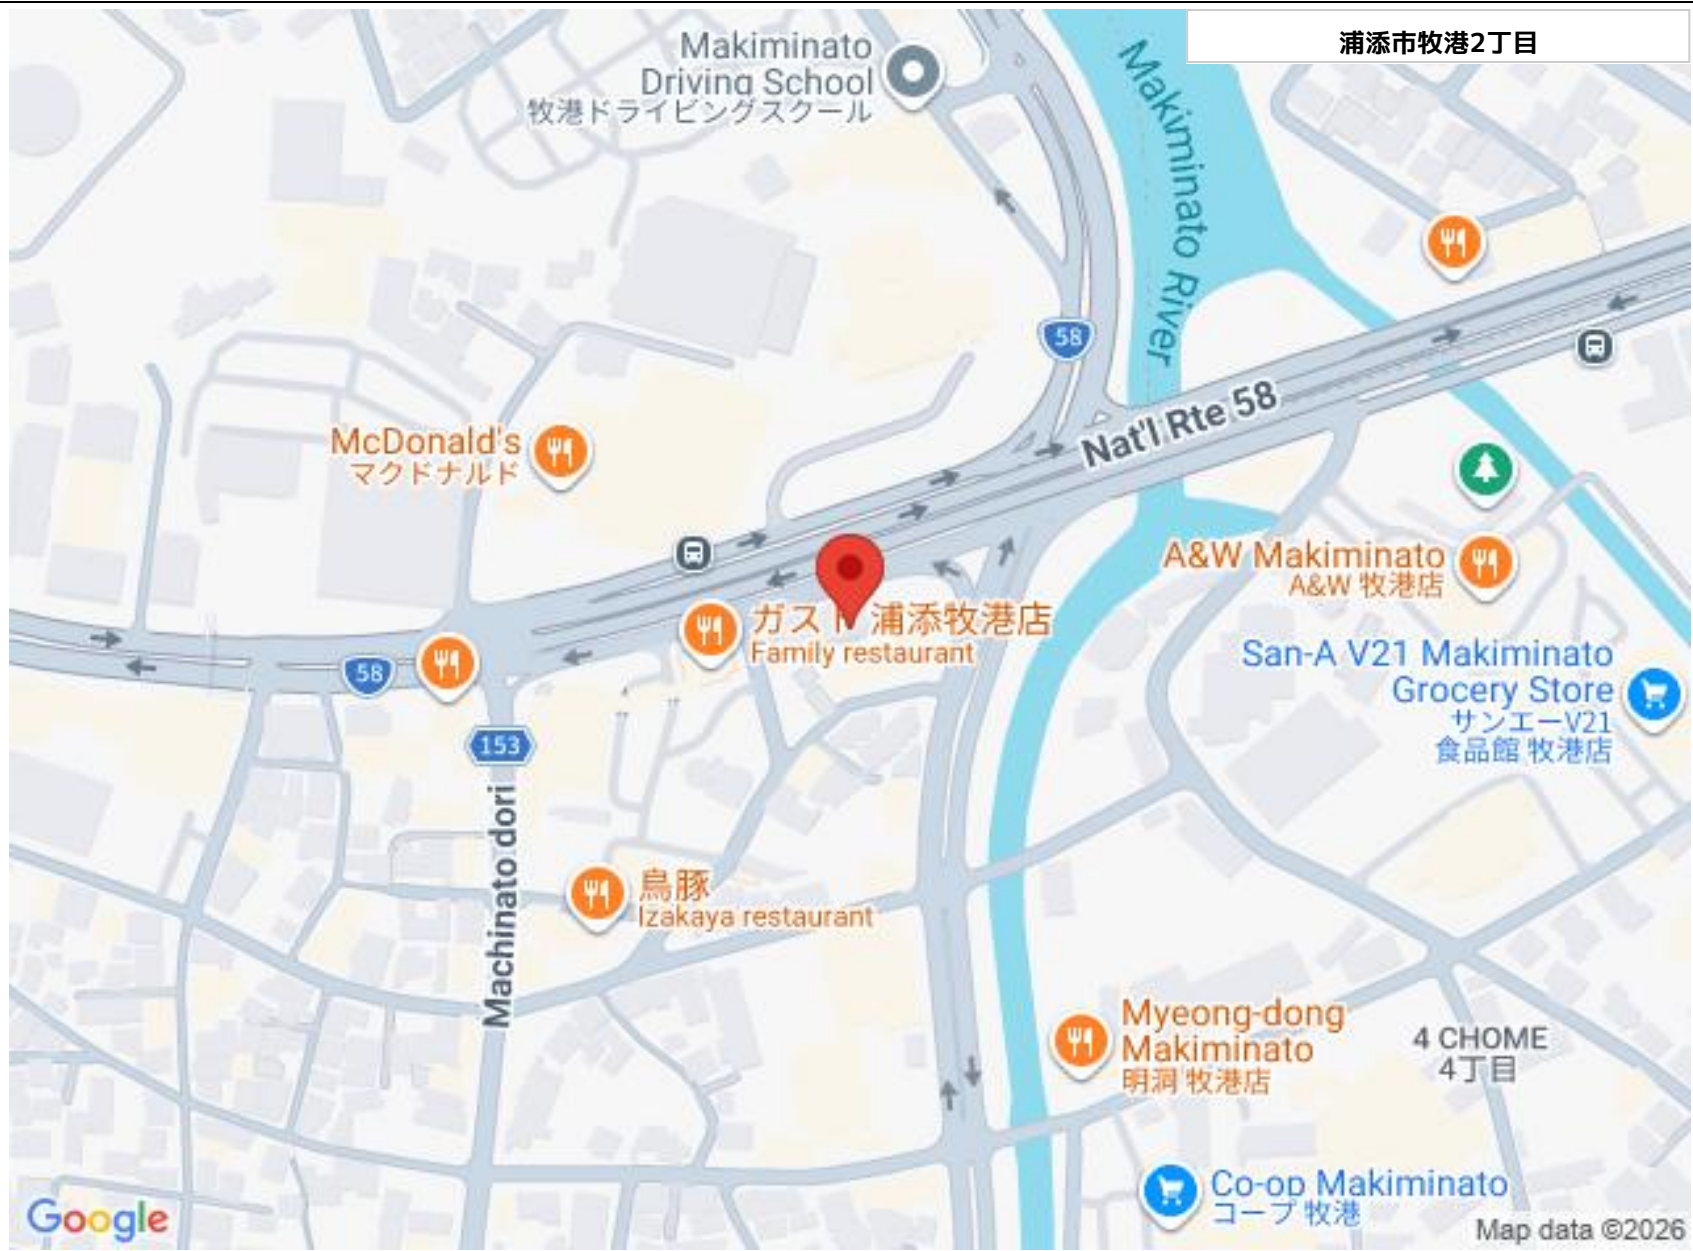 浦添市牧港2丁目
Makiminato
Driving School
牧港ドライビングスクール
Makiminato River
58
Nat'l Rte 58
McDonald's
マクドナルド
A&W Makiminato
A&W 牧港店
ガスト 浦添牧港店
Family restaurant
San-A V21 Makiminato
Grocery Store
サンエーV21
食品館 牧港店
58
153
Machinato dori
鳥豚
Izakaya restaurant
Myeong-dong
Makiminato
明洞 牧港店
4 CHOME
4丁目
Co-op Makiminato
コープ 牧港
Google
Map data ©2026